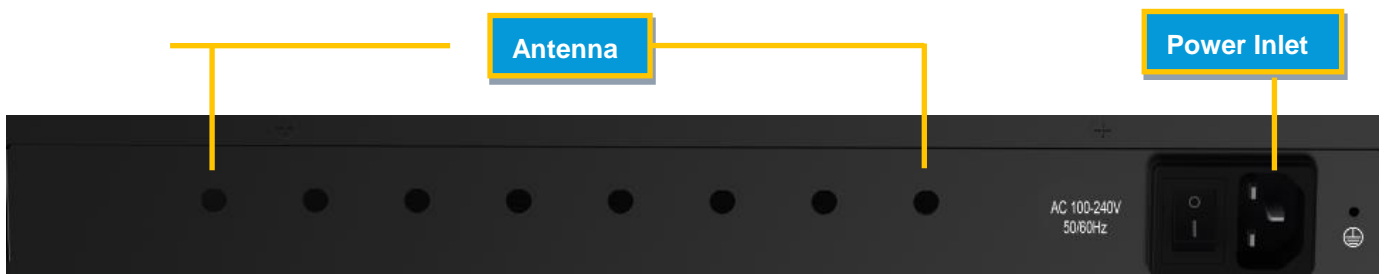 Antenna
Power Inlet
AC 100-240V
50/60Hz
O
I